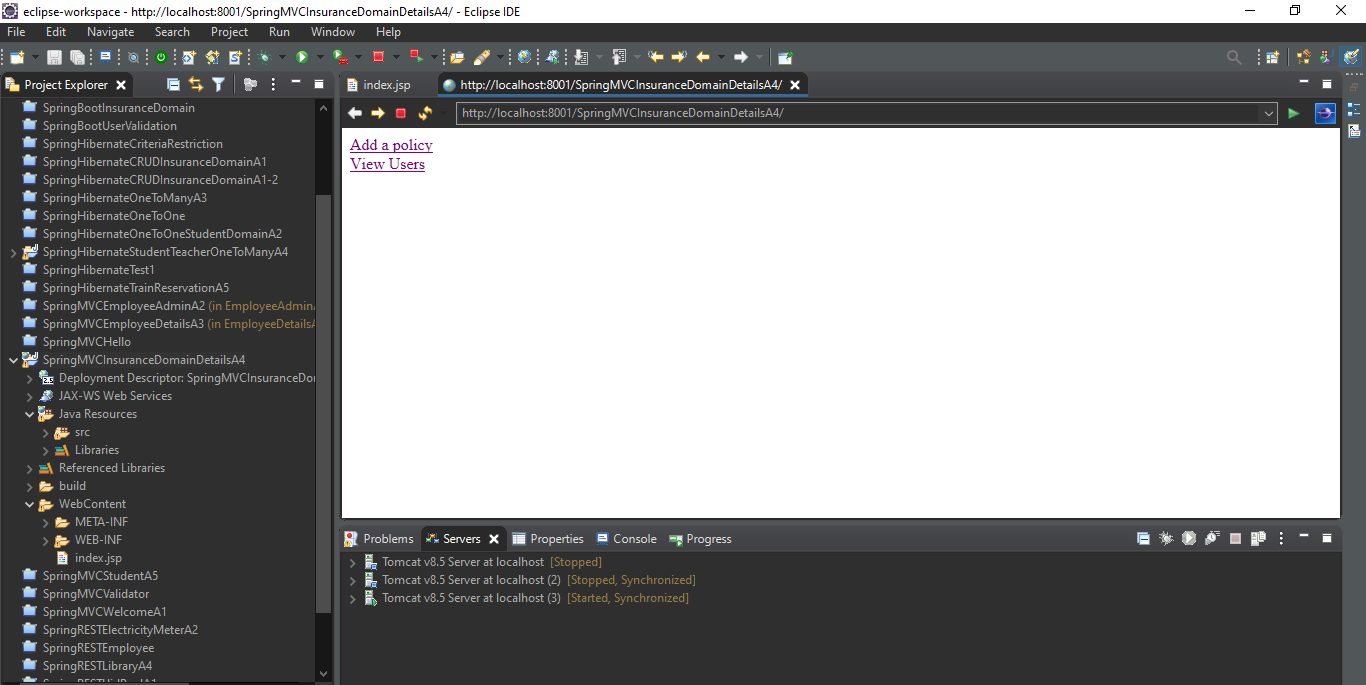 eclipse-workspace - http://localhost:8001/SpringMVCInsuranceDomainDetailsA4/ - Eclipse IDE
File Edit Navigate Search Project Run Window Help
Project Explorer
index.jsp
http://localhost:8001/SpringMVCInsuranceDomainDetailsA4/
http://localhost:8001/SpringMVCInsuranceDomainDetailsA4/
Add a policy
View Users
SpringBootInsuranceDomain
SpringBootUserValidation
SpringHibernateCriteriaRestriction
SpringHibernateCRUDInsuranceDomainA1
SpringHibernateCRUDInsuranceDomainA1-2
SpringHibernateOneToManyA3
SpringHibernateOneToOne
SpringHibernateOneToOneStudentDomainA2
SpringHibernateStudentTeacherOneToManyA4
SpringHibernateTest1
SpringHibernateTrainReservationA5
SpringMVCEmployeeAdminA2 (in EmployeeAdmin
SpringMVCEmployeeDetailsA3 (in EmployeeDetailsA
SpringMVCHello
SpringMVCInsuranceDomainDetailsA4
Deployment Descriptor: SpringMVCInsuranceDo
JAX-WS Web Services
Java Resources
src
Libraries
Referenced Libraries
build
WebContent
META-INF
WEB-INF
index.jsp
SpringMVCStudentA5
SpringMVCValidator
SpringMVCWelcomeA1
SpringRESTElectricityMeterA2
SpringRESTEmployee
SpringRESTLibraryA4
Problems Servers Properties Console Progress
Tomcat v8.5 Server at localhost [Stopped]
Tomcat v8.5 Server at localhost (2) [Stopped, Synchronized]
Tomcat v8.5 Server at localhost (3) [Started, Synchronized]